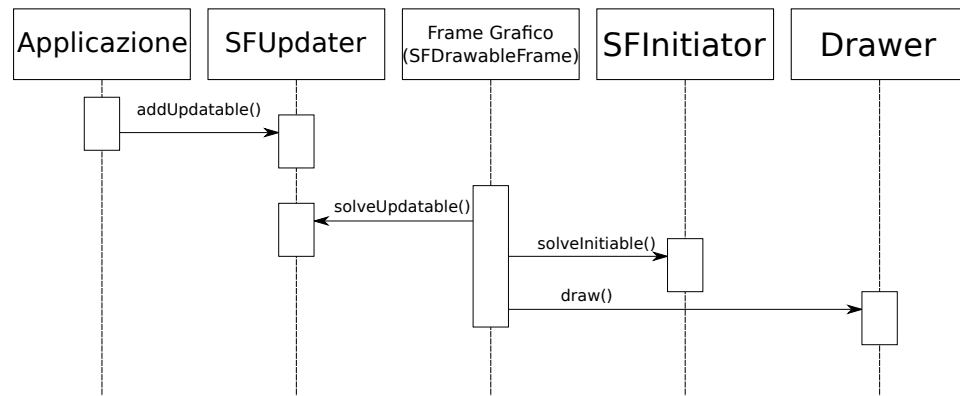 Applicazione
SFUpdater
Frame Grafico
(SFDrawableFrame)
SFInitiator
Drawer
addUpdatable()
solveUpdatable()
solveInitiable()
draw()